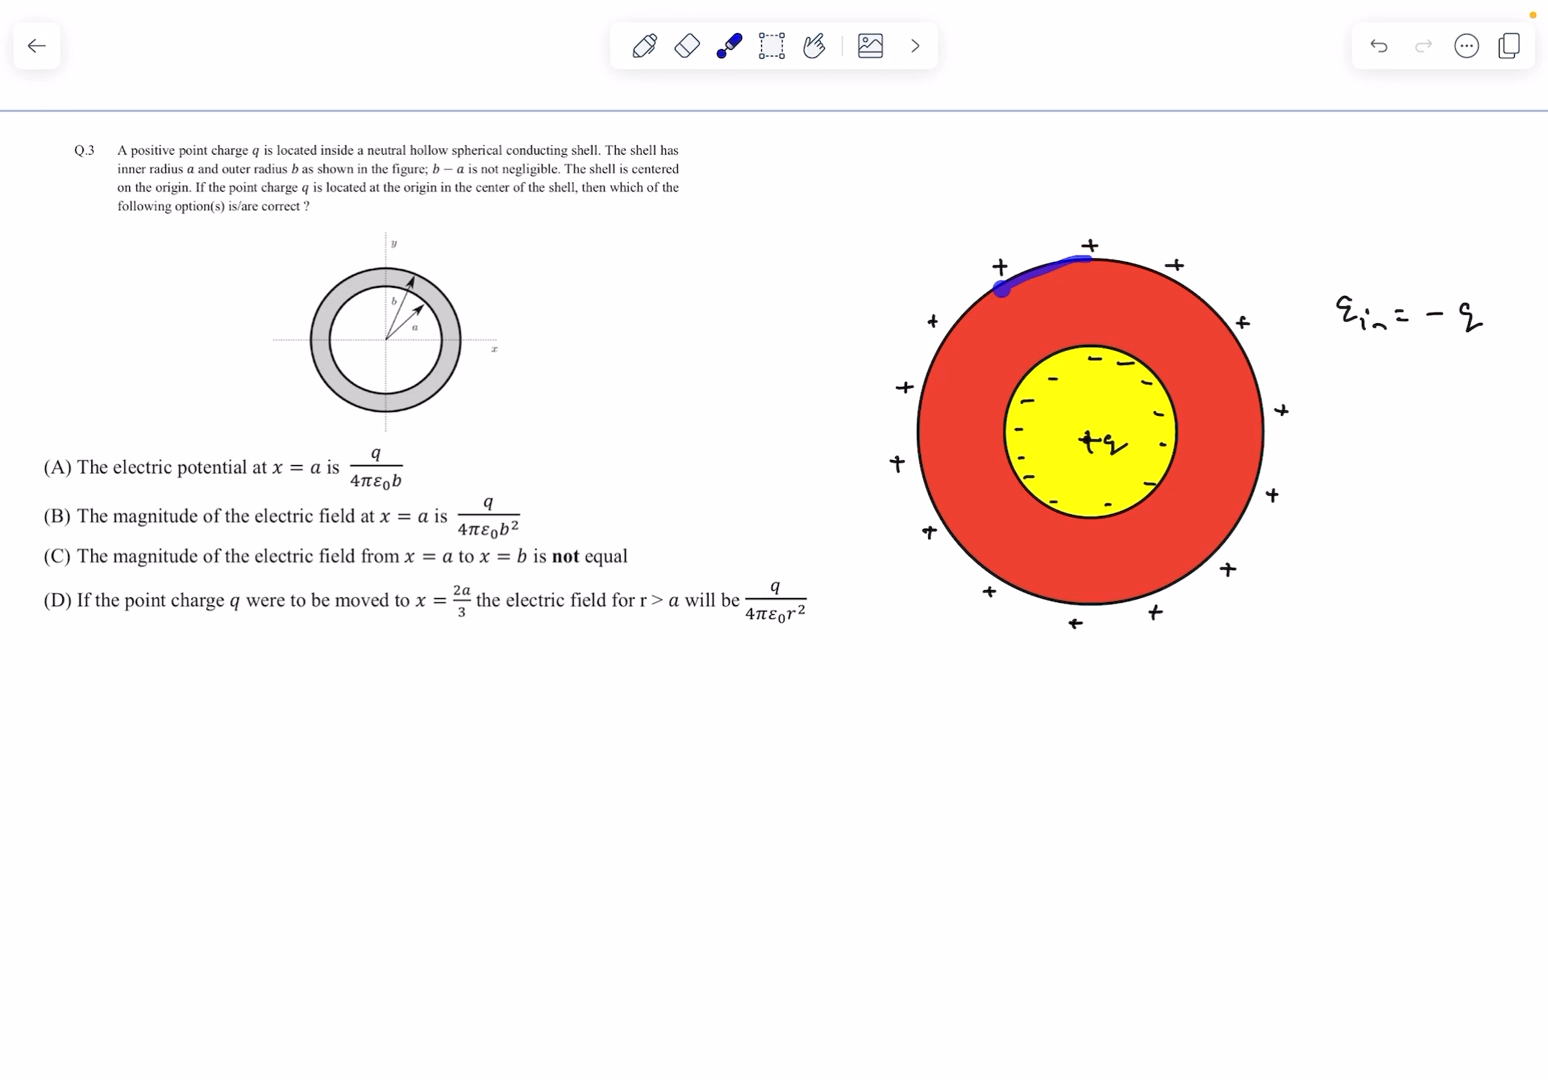 Q.3 A positive point charge q is located inside a neutral hollow spherical conducting shell. The shell has
inner radius a and outer radius b as shown in the figure; b − a is not negligible. The shell is centered
on the origin. If the point charge q is located at the origin in the center of the shell, then which of the
following option(s) is/are correct ?
y
b
a
x
(A) The electric potential at x = a is q / 4πε₀b
(B) The magnitude of the electric field at x = a is q / 4πε₀b²
(C) The magnitude of the electric field from x = a to x = b is not equal
(D) If the point charge q were to be moved to x = 2a/3 the electric field for r > a will be q / 4πε₀r²
+q
q in = - q